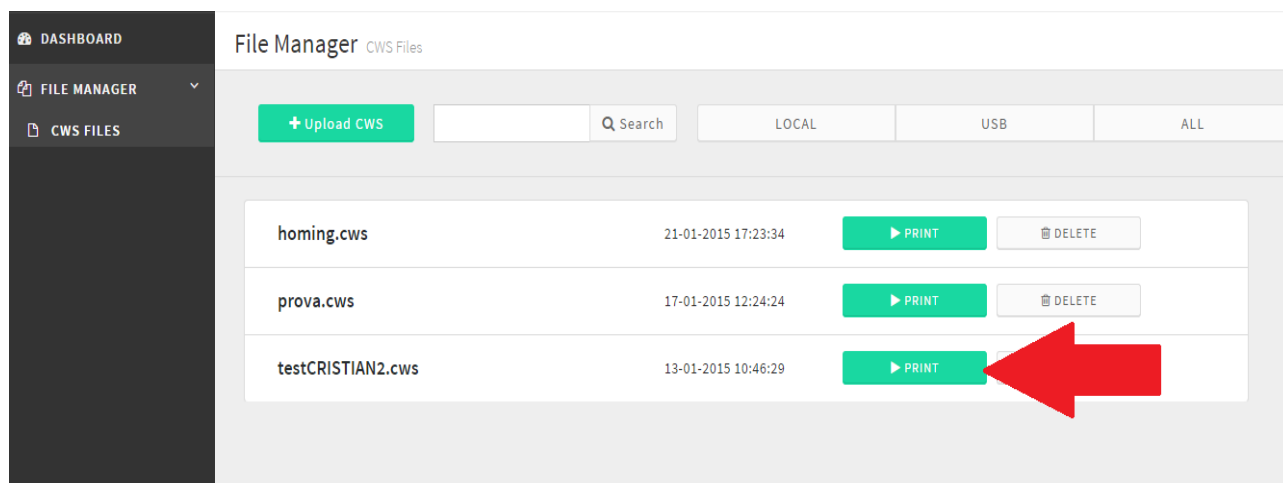 DASHBOARD
FILE MANAGER
CWS FILES
File Manager CWS Files
Upload CWS Search LOCAL USB ALL
homing.cws 21-01-2015 17:23:34 PRINT DELETE
prova.cws 17-01-2015 12:24:24 PRINT DELETE
testCRISTIAN2.cws 13-01-2015 10:46:29 PRINT